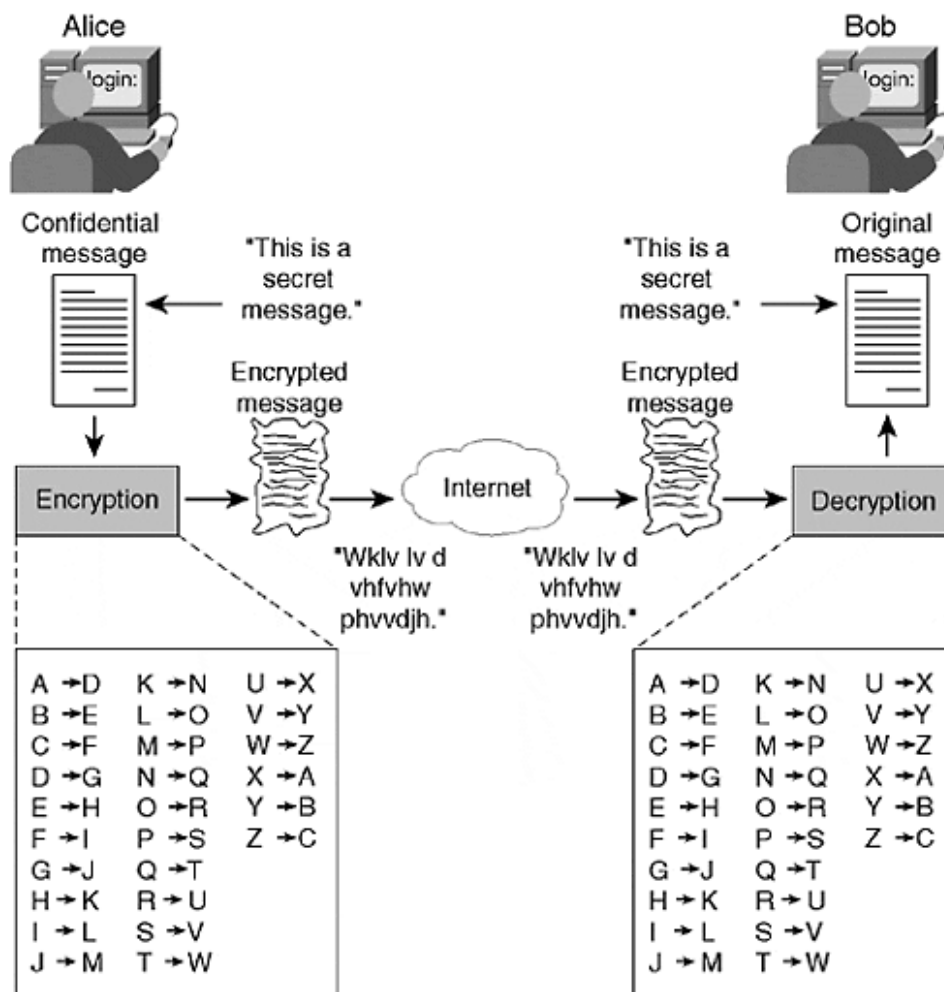 Alice
Bob
login:
login:
Confidential
message
"This is a
secret
message."
"This is a
secret
message."
Original
message
Encrypted
message
Encrypted
message
Encryption
Internet
Decryption
"Wklv lv d
vhfvhw
phvvdjh."
"Wklv lv d
vhfvhw
phvvdjh."
A → D K → N U → X
B → E L → O V → Y
C → F M → P W → Z
D → G N → Q X → A
E → H O → R Y → B
F → I P → S Z → C
G → J Q → T
H → K R → U
I → L S → V
J → M T → W
A → D K → N U → X
B → E L → O V → Y
C → F M → P W → Z
D → G N → Q X → A
E → H O → R Y → B
F → I P → S Z → C
G → J Q → T
H → K R → U
I → L S → V
J → M T → W